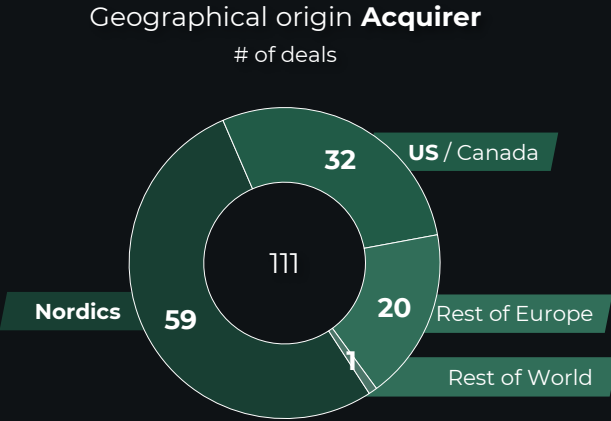 Geographical origin Acquirer
# of deals
32
US / Canada
111
Nordics
59
20
Rest of Europe
1
Rest of World